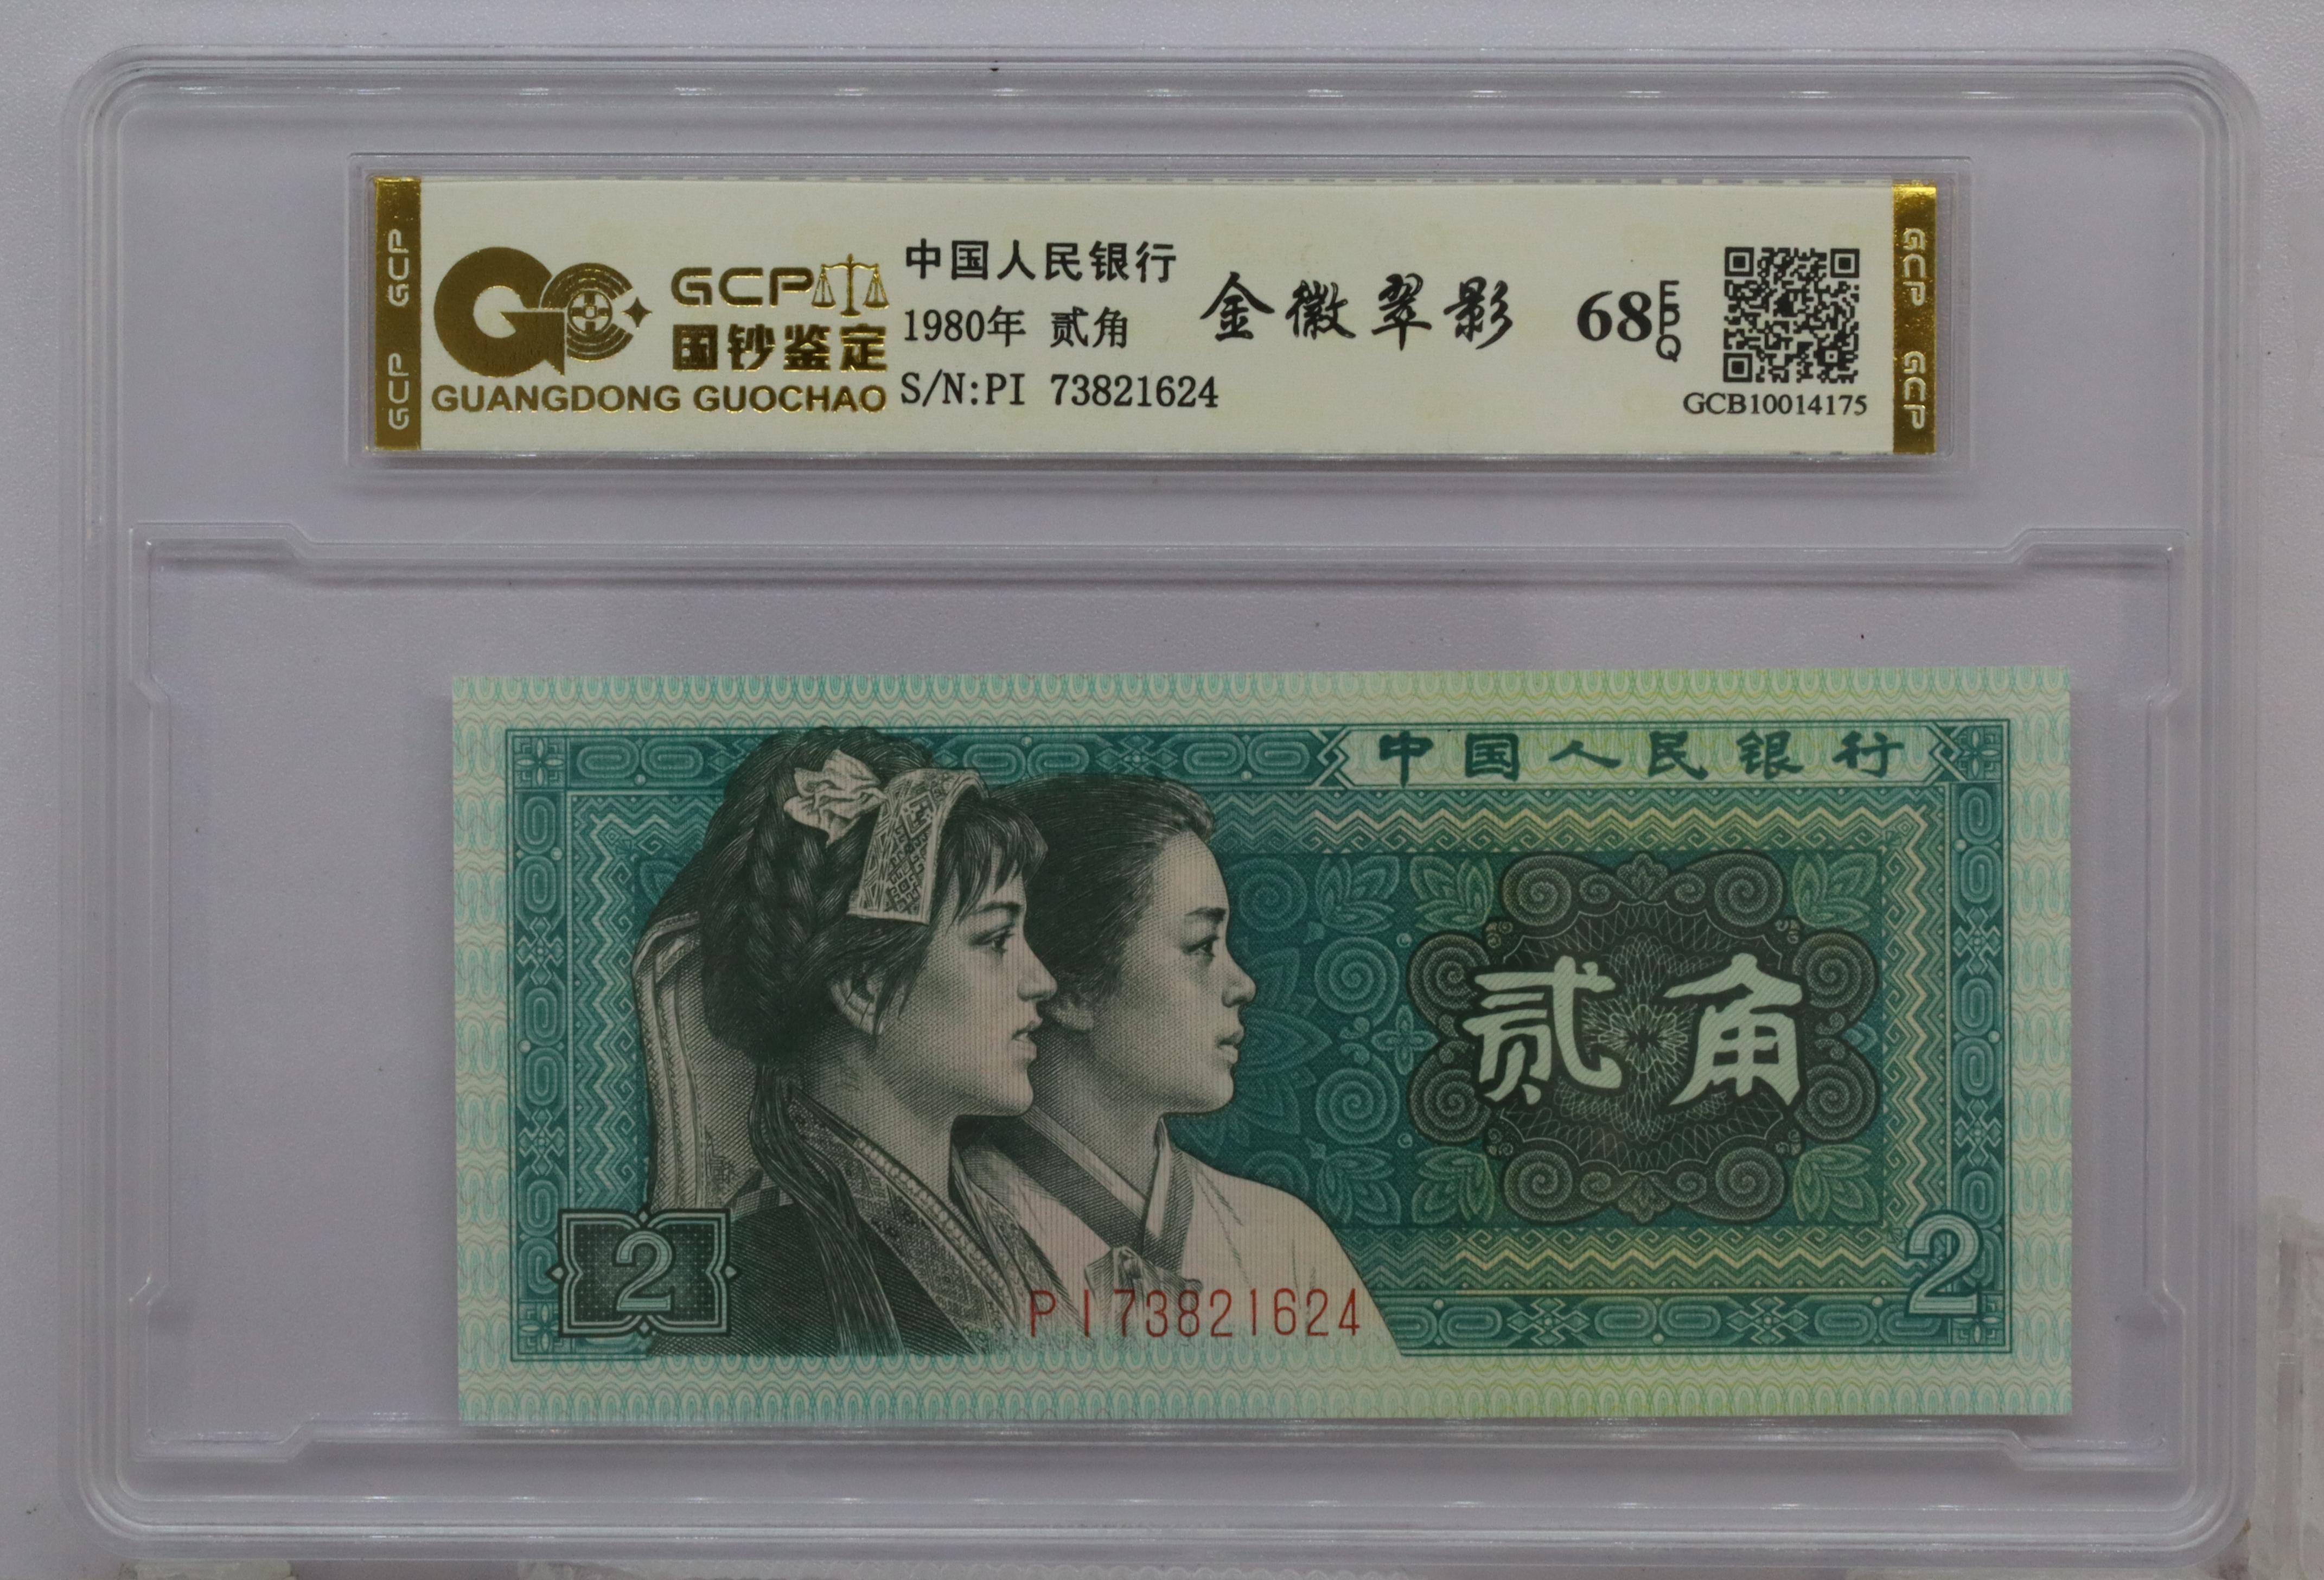 GCP GCP
GCP
国钞鉴定
GUANGDONG GUOCHAO
中国人民银行
1980年 贰角
S/N:PI 73821624
金徽翠影
68 EPQ
GCB10014175
GCP GCP
中国人民银行
贰角
2
PI73821624
2